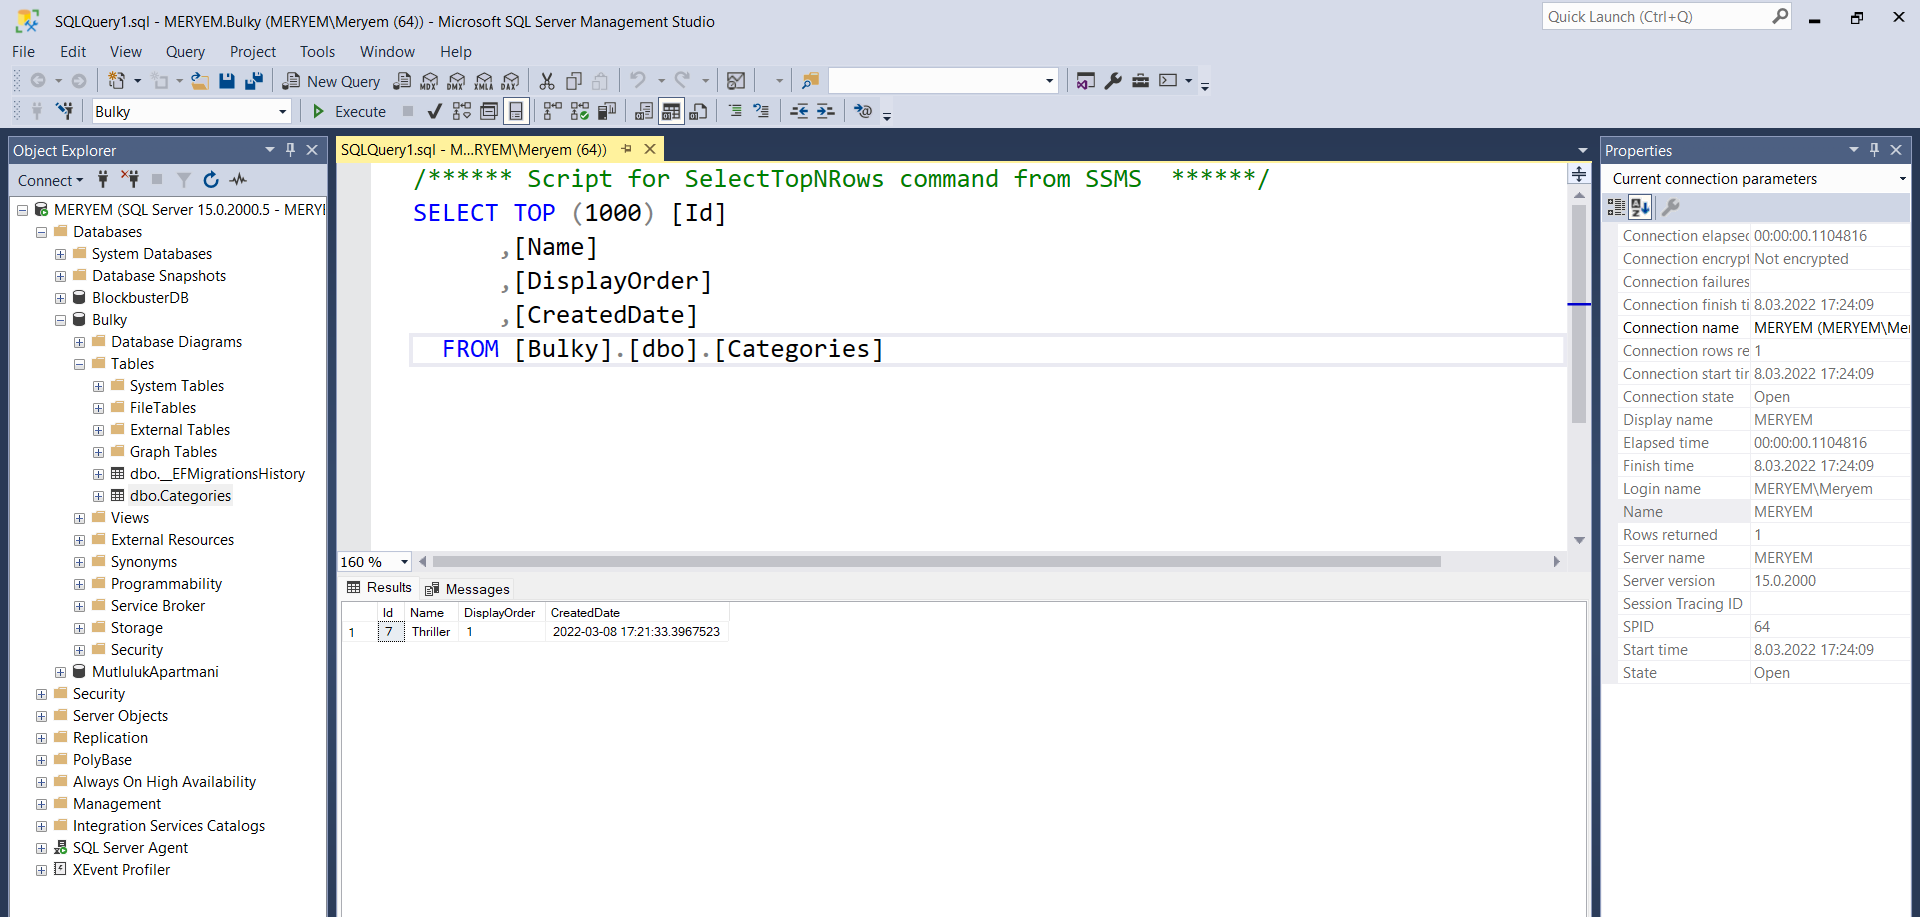 SQLQuery1.sql - MERYEM.Bulky (MERYEM\Meryem (64)) - Microsoft SQL Server Management Studio
Quick Launch (Ctrl+Q)
File Edit View Query Project Tools Window Help
New Query MDX DMX XMLA DAX
Bulky Execute
Object Explorer
Connect
MERYEM (SQL Server 15.0.2000.5 - MERYI
Databases
System Databases
Database Snapshots
BlockbusterDB
Bulky
Database Diagrams
Tables
System Tables
FileTables
External Tables
Graph Tables
dbo.__EFMigrationsHistory
dbo.Categories
Views
External Resources
Synonyms
Programmability
Service Broker
Storage
Security
MutlulukApartmani
Security
Server Objects
Replication
PolyBase
Always On High Availability
Management
Integration Services Catalogs
SQL Server Agent
XEvent Profiler
SQLQuery1.sql - M...RYEM\Meryem (64))
/****** Script for SelectTopNRows command from SSMS  ******/
SELECT TOP (1000) [Id]
,[Name]
,[DisplayOrder]
,[CreatedDate]
FROM [Bulky].[dbo].[Categories]
160 %
Results Messages
Id Name DisplayOrder CreatedDate
1 7 Thriller 1 2022-03-08 17:21:33.3967523
Properties
Current connection parameters
Connection elapsec 00:00:00.1104816
Connection encrypt Not encrypted
Connection failures
Connection finish ti 8.03.2022 17:24:09
Connection name MERYEM (MERYEM\Mei
Connection rows re 1
Connection start tir 8.03.2022 17:24:09
Connection state Open
Display name MERYEM
Elapsed time 00:00:00.1104816
Finish time 8.03.2022 17:24:09
Login name MERYEM\Meryem
Name MERYEM
Rows returned 1
Server name MERYEM
Server version 15.0.2000
Session Tracing ID
SPID 64
Start time 8.03.2022 17:24:09
State Open